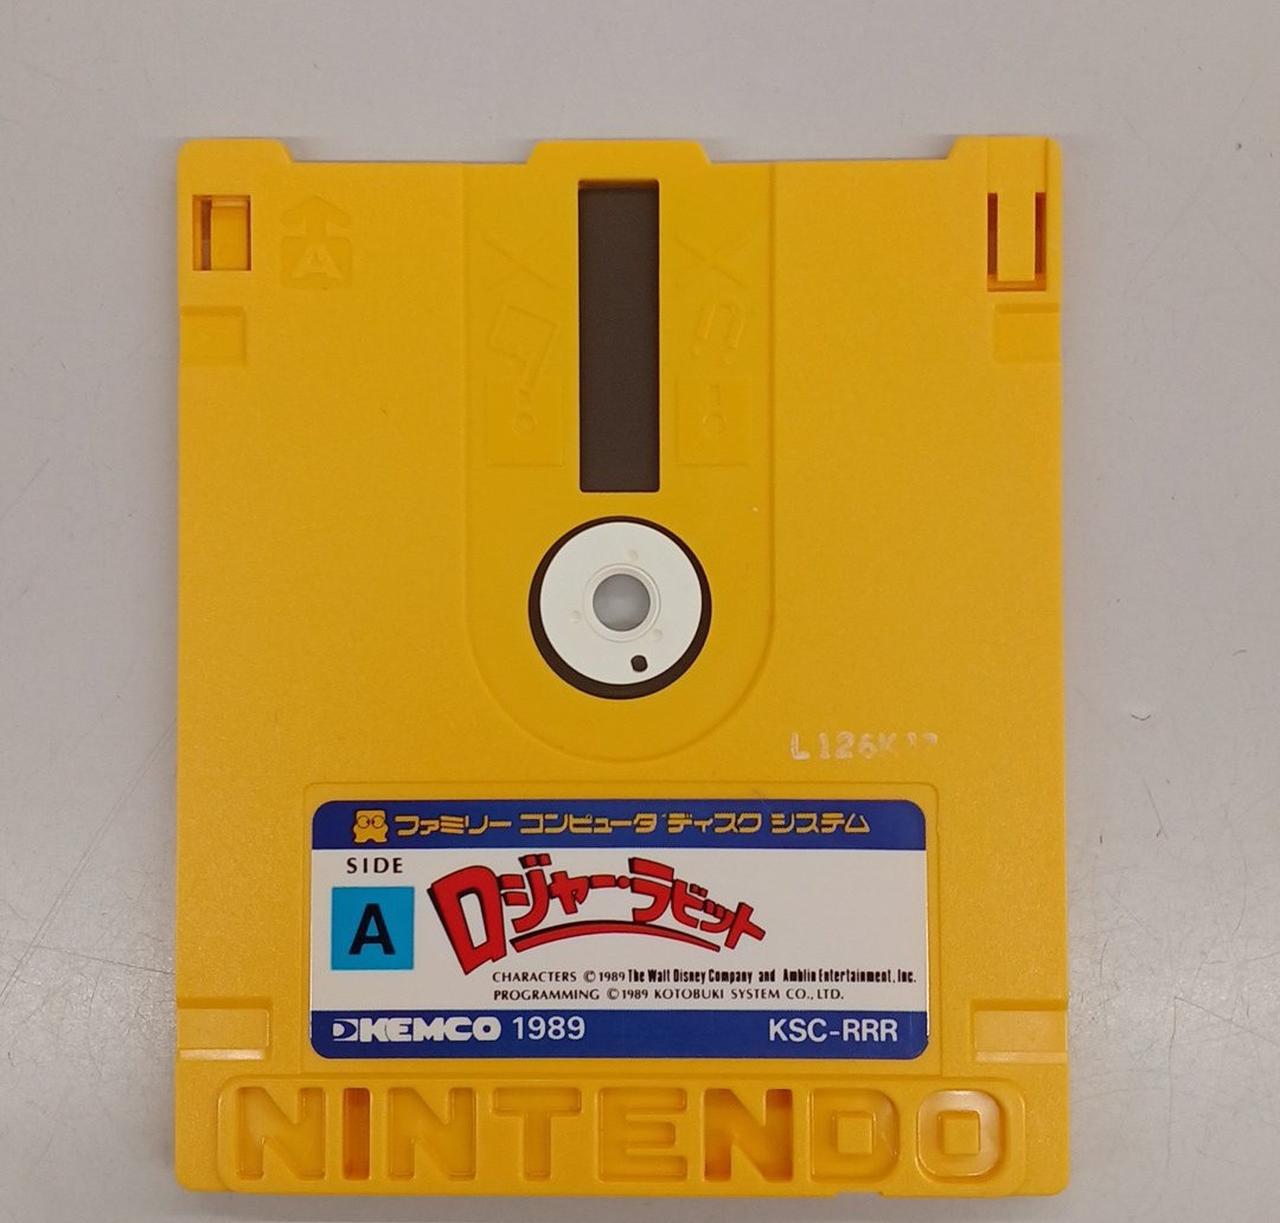 A
L126K
ファミリー コンピュータ ディスク システム
SIDE
A
ロジャー・ラビット
CHARACTERS ©1989 The Walt Disney Company and Amblin Entertainment, Inc.
PROGRAMMING ©1989 KOTOBUKI SYSTEM CO., LTD.
KEMCO 1989 KSC-RRR
NINTENDO